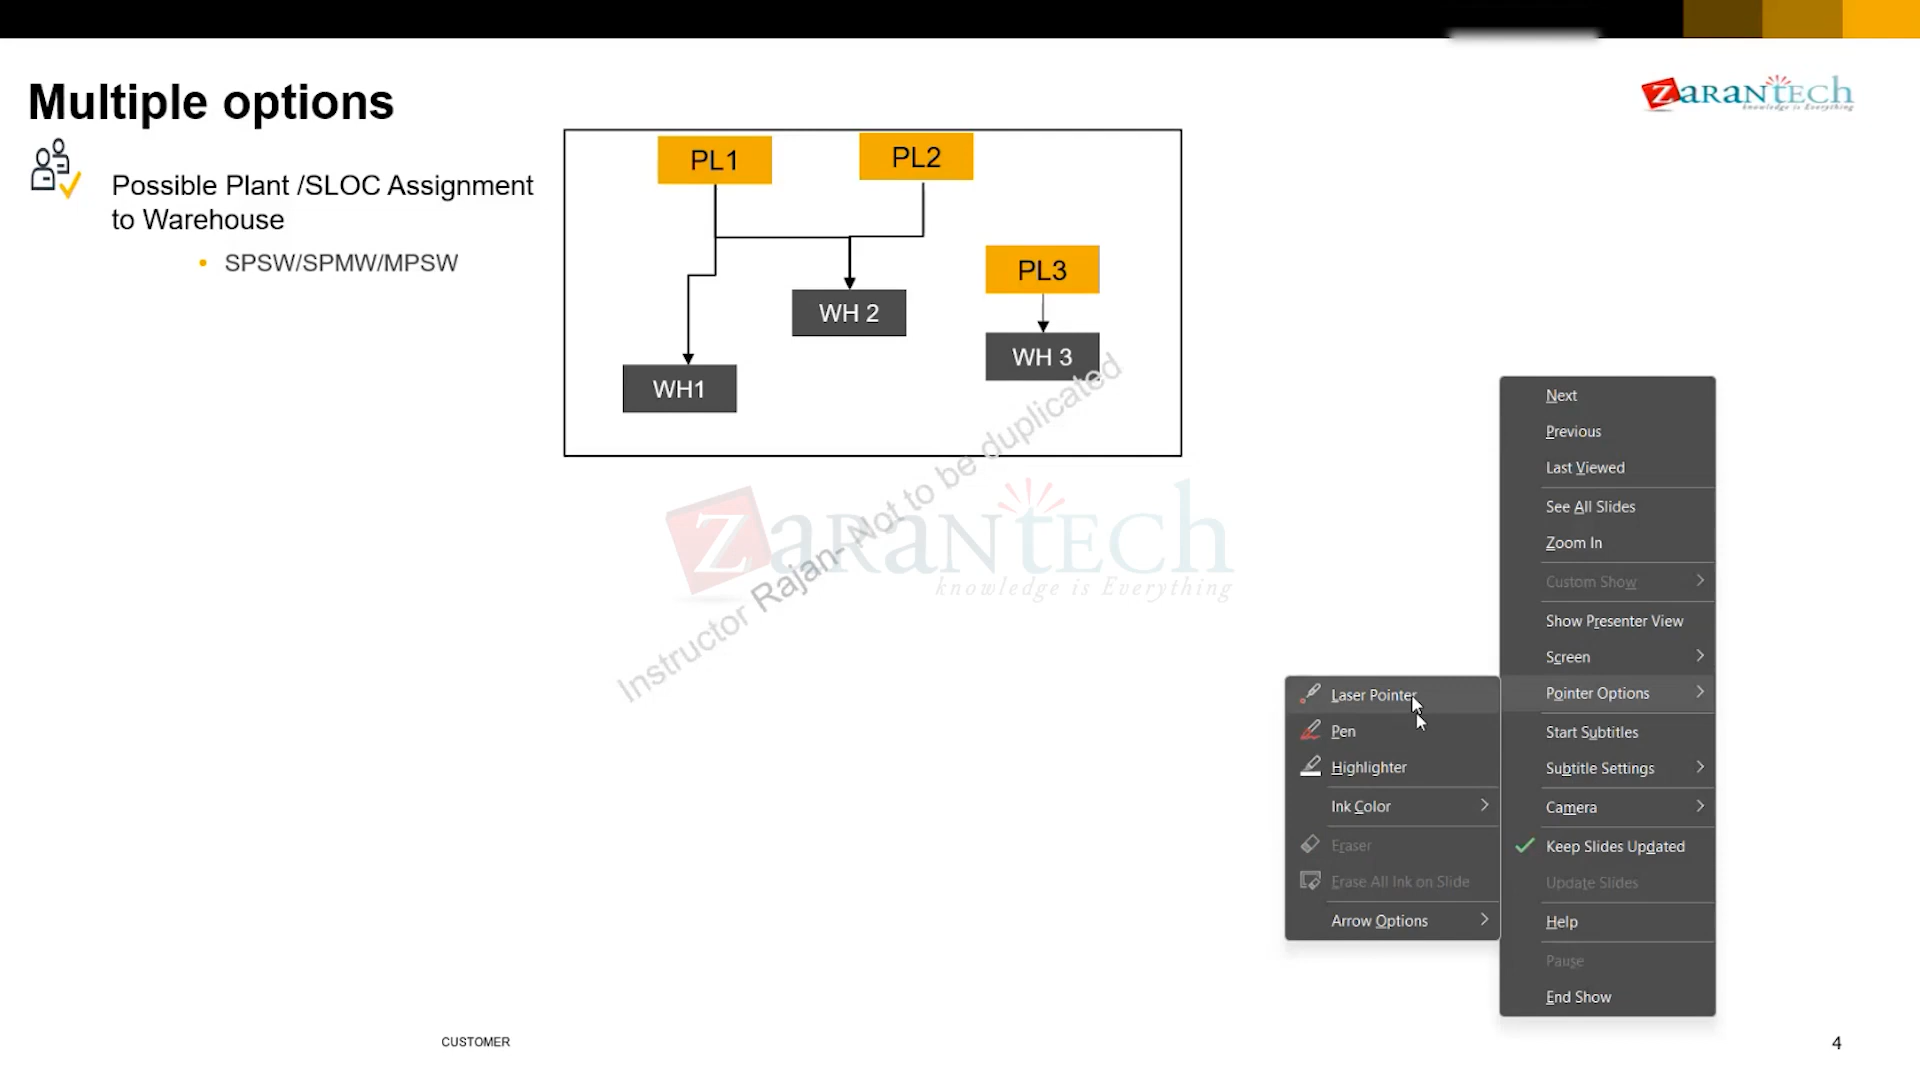 Multiple options
ZaranTech
knowledge is Everything
Possible Plant /SLOC Assignment
to Warehouse
• SPSW/SPMW/MPSW
PL1
PL2
PL3
WH 2
WH 3
WH1
Instructor Rajan- Not to be duplicated
ZaranTech
knowledge is Everything
Next
Previous
Last Viewed
See All Slides
Zoom In
Custom Show
Show Presenter View
Screen
Pointer Options
Start Subtitles
Subtitle Settings
Camera
Keep Slides Updated
Update Slides
Help
Pause
End Show
Laser Pointer
Pen
Highlighter
Ink Color
Eraser
Erase All Ink on Slide
Arrow Options
CUSTOMER
4